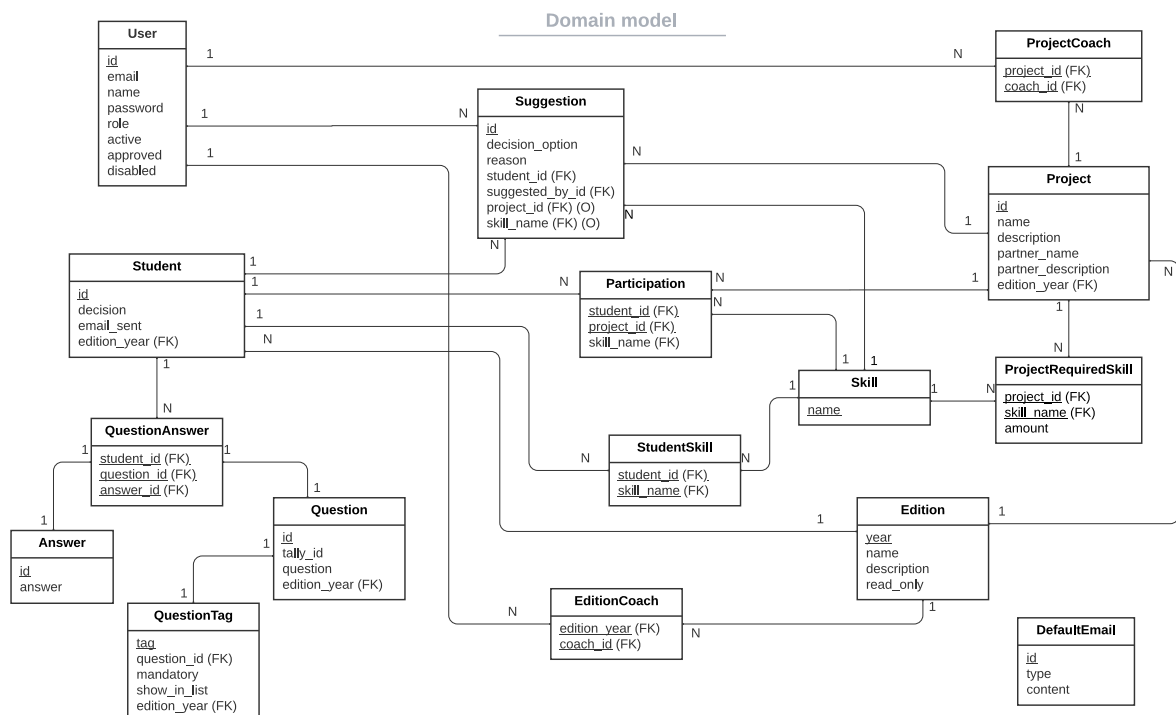 Domain model
User
id
email
name
password
role
active
approved
disabled
1
N
1
N
1
ProjectCoach
project_id (FK)
coach_id (FK)
N
1
Suggestion
id
decision_option
reason
student_id (FK)
suggested_by_id (FK)
project_id (FK) (O)
skill_name (FK) (O)
N
N
N
1
Project
id
name
description
partner_name
partner_description
edition_year (FK)
N
1
Student
id
decision
email_sent
edition_year (FK)
1
1
1
N
1
N
Participation
student_id (FK)
project_id (FK)
skill_name (FK)
N
N
1
1
1
Skill
name
1
1
N
N
ProjectRequiredSkill
project_id (FK)
skill_name (FK)
amount
N
QuestionAnswer
student_id (FK)
question_id (FK)
answer_id (FK)
1
1
1
1
StudentSkill
student_id (FK)
skill_name (FK)
N
N
Answer
id
answer
Question
id
tally_id
question
edition_year (FK)
1
1
QuestionTag
tag
question_id (FK)
mandatory
show_in_list
edition_year (FK)
Edition
year
name
description
read_only
1
1
1
EditionCoach
edition_year (FK)
coach_id (FK)
N
N
DefaultEmail
id
type
content